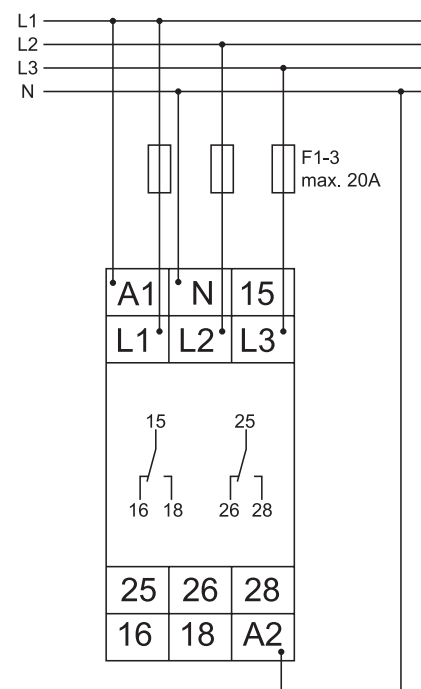 L1
L2
L3
N
F1-3
max. 20A
A1 N 15
L1 L2 L3
15 25
16 18 26 28
25 26 28
16 18 A2